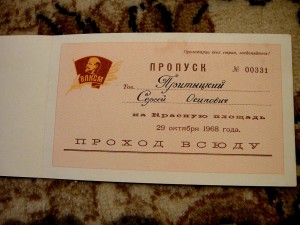 Пролетарии всех стран, соединяйтесь!
ВЛКСМ
ПРОПУСК № 00331
Тов. Притыцкий
Сергей Осипович
на Красную площадь
29 октября 1968 года.
ПРОХОД ВСЮДУ